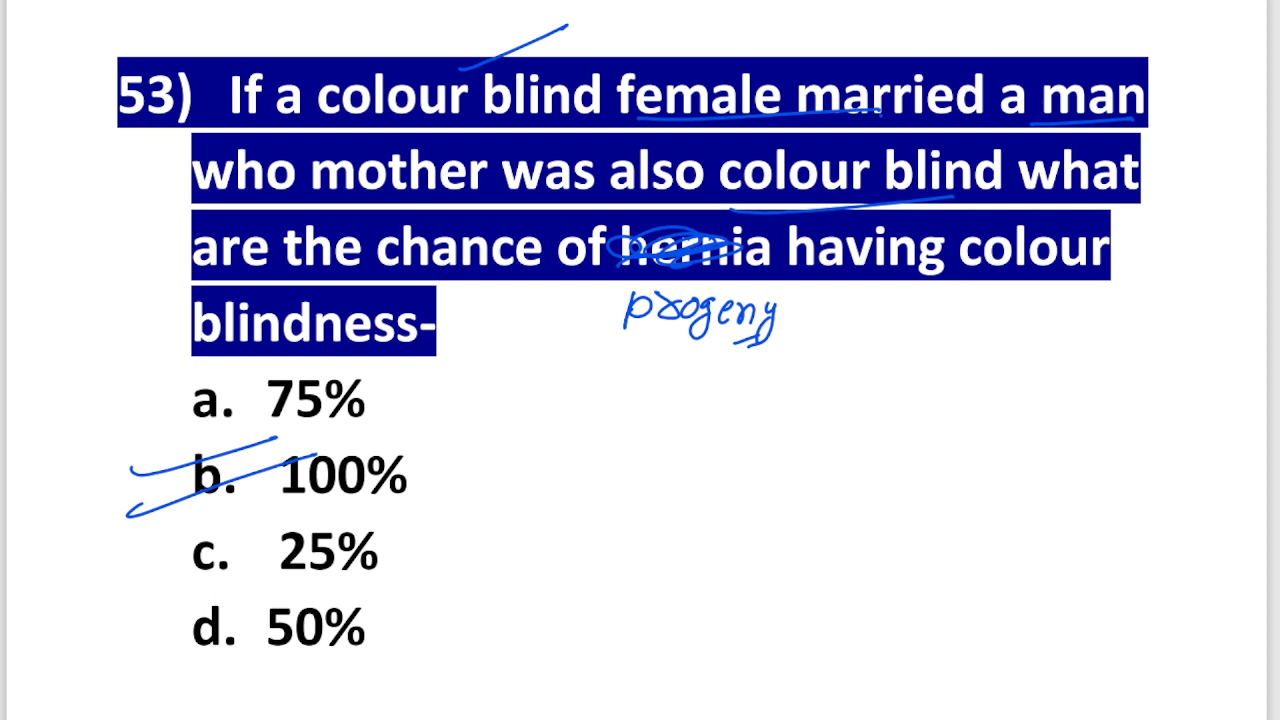 53) If a colour blind female married a man
who mother was also colour blind what
are the chance of hernia having colour
progeny
blindness-
a. 75%
b. 100%
c. 25%
d. 50%